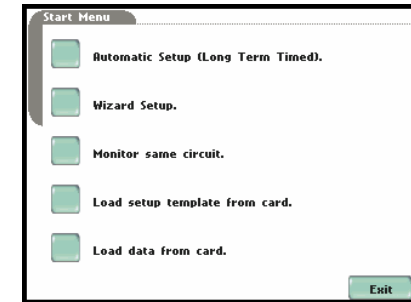 Start Menu
Automatic Setup (Long Term Timed).
Wizard Setup.
Monitor same circuit.
Load setup template from card.
Load data from card.
Exit